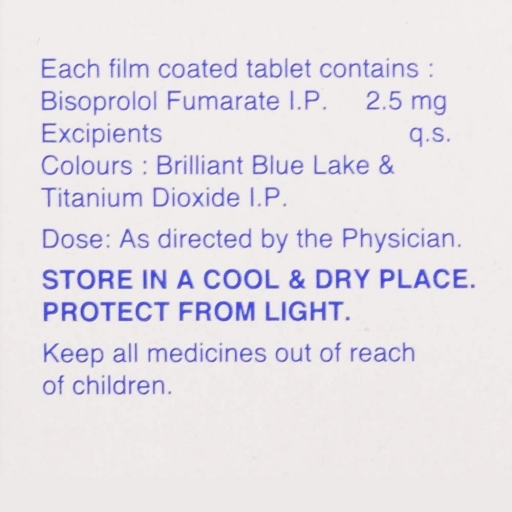 Each film coated tablet contains :
Bisoprolol Fumarate I.P. 2.5 mg
Excipients q.s.
Colours : Brilliant Blue Lake &
Titanium Dioxide I.P.
Dose: As directed by the Physician.
STORE IN A COOL & DRY PLACE.
PROTECT FROM LIGHT.
Keep all medicines out of reach
of children.